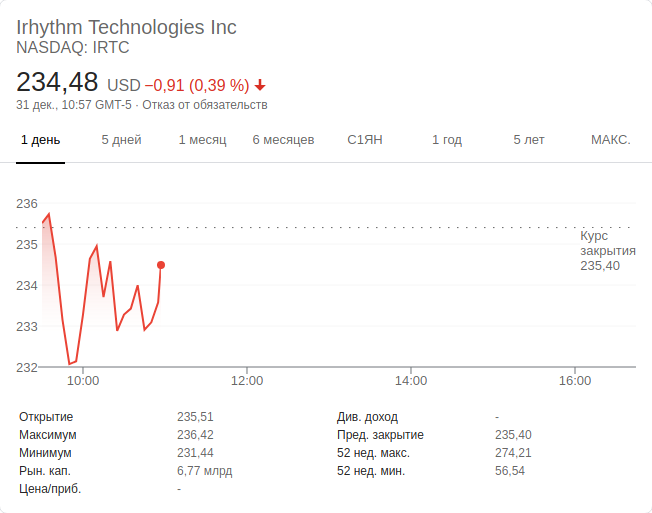 Irhythm Technologies Inc
NASDAQ: IRTC
234,48 USD −0,91 (0,39 %)
31 дек., 10:57 GMT-5 · Отказ от обязательств
1 день 5 дней 1 месяц 6 месяцев С1ЯН 1 год 5 лет МАКС.
236
235
234
233
232
Курс
закрытия
235,40
10:00 12:00 14:00 16:00
Открытие 235,51 Див. доход -
Максимум 236,42 Пред. закрытие 235,40
Минимум 231,44 52 нед. макс. 274,21
Рын. кап. 6,77 млрд 52 нед. мин. 56,54
Цена/приб. -